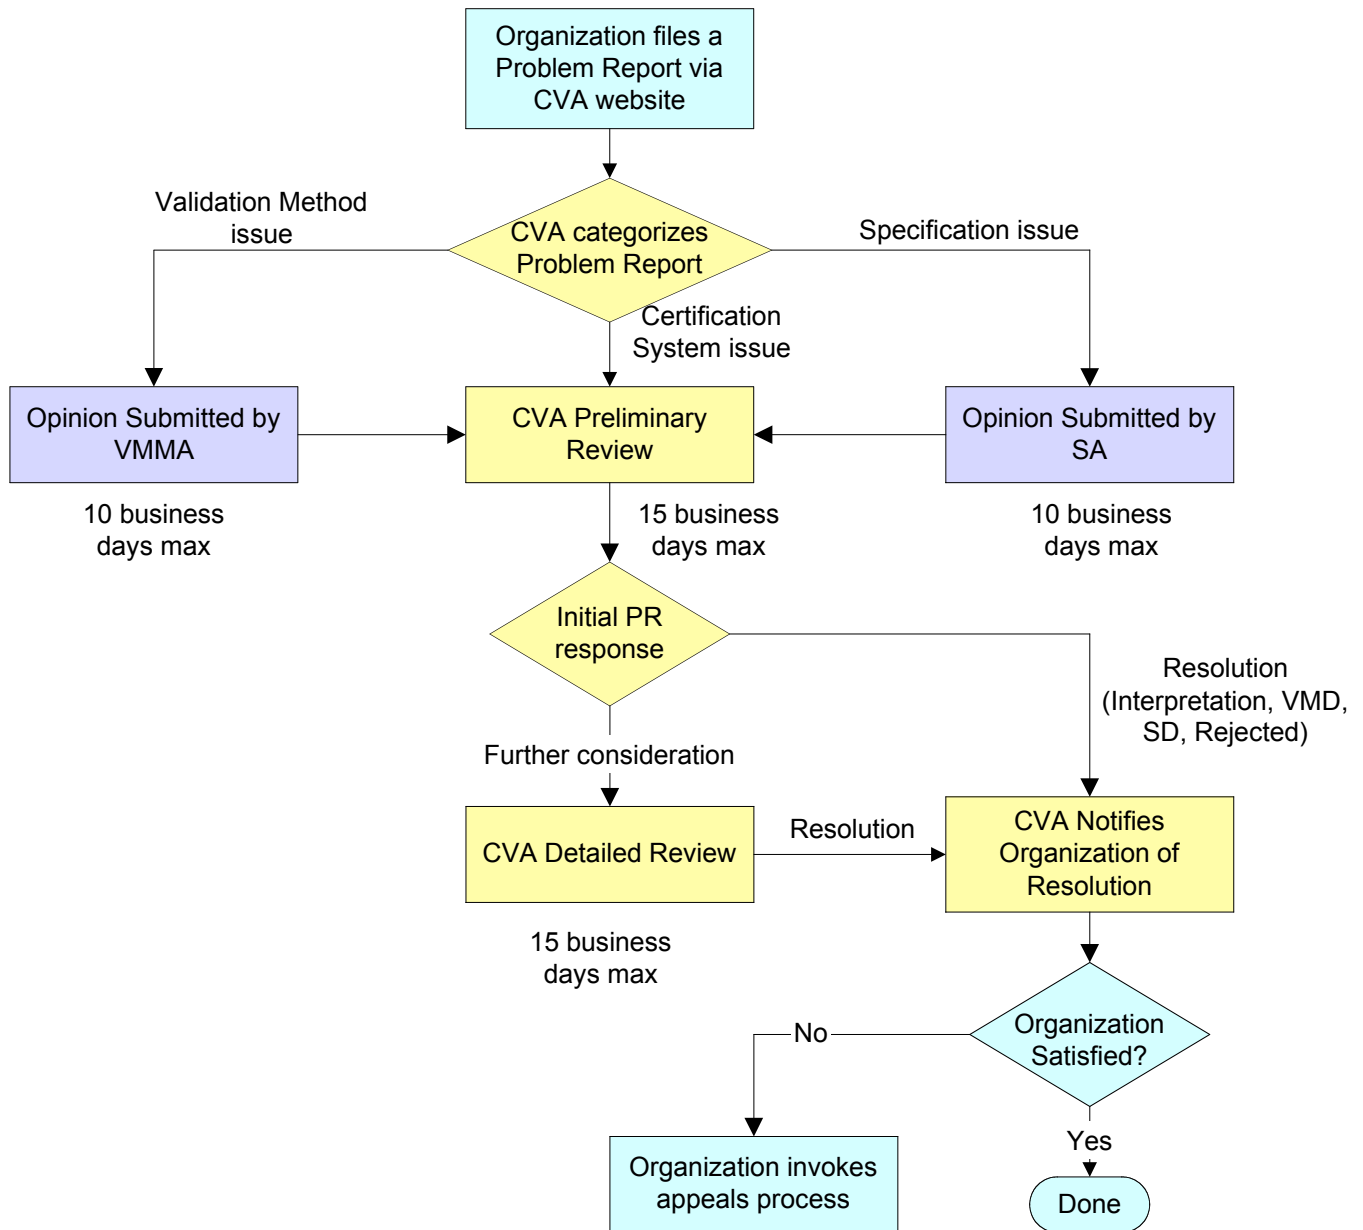 Organization files a
Problem Report via
CVA website
Validation Method
issue
CVA categorizes
Problem Report
Specification issue
Certification
System issue
Opinion Submitted by
VMMA
CVA Preliminary
Review
Opinion Submitted by
SA
10 business
days max
15 business
days max
10 business
days max
Initial PR
response
Resolution
(Interpretation, VMD,
SD, Rejected)
Further consideration
CVA Detailed Review
Resolution
CVA Notifies
Organization of
Resolution
15 business
days max
No
Organization
Satisfied?
Yes
Organization invokes
appeals process
Done